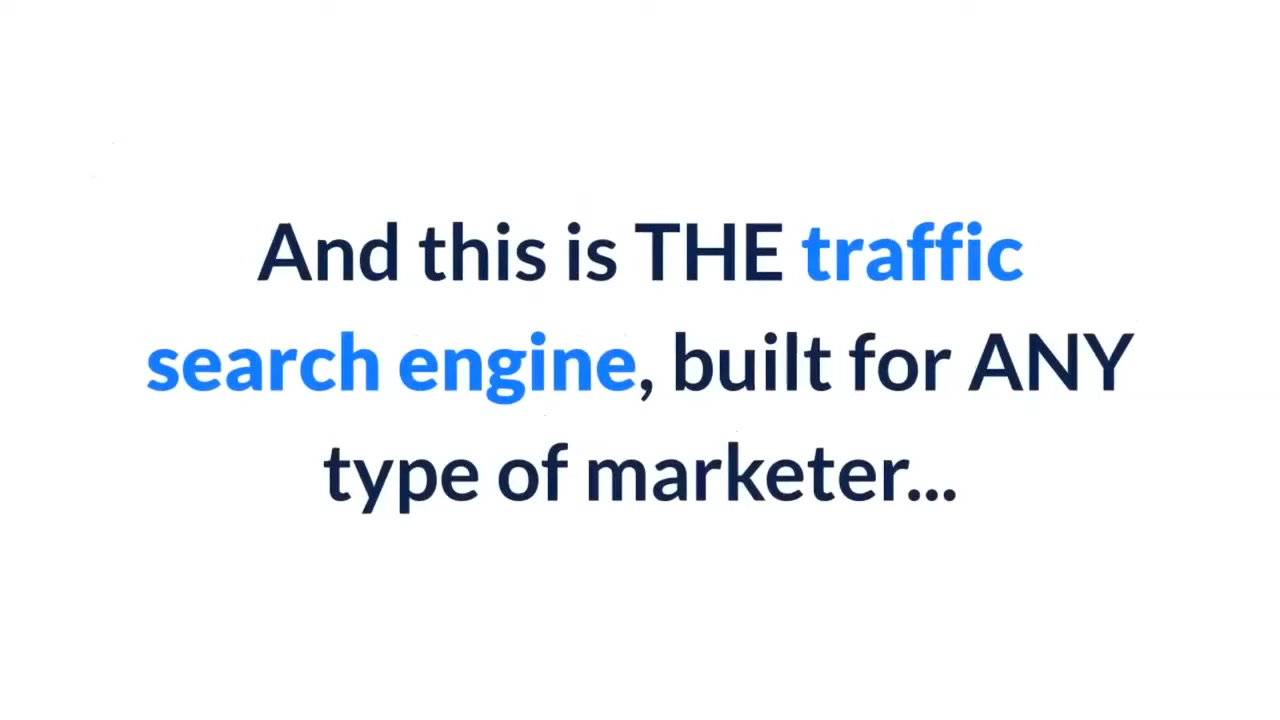 And this is THE traffic
search engine, built for ANY
type of marketer...